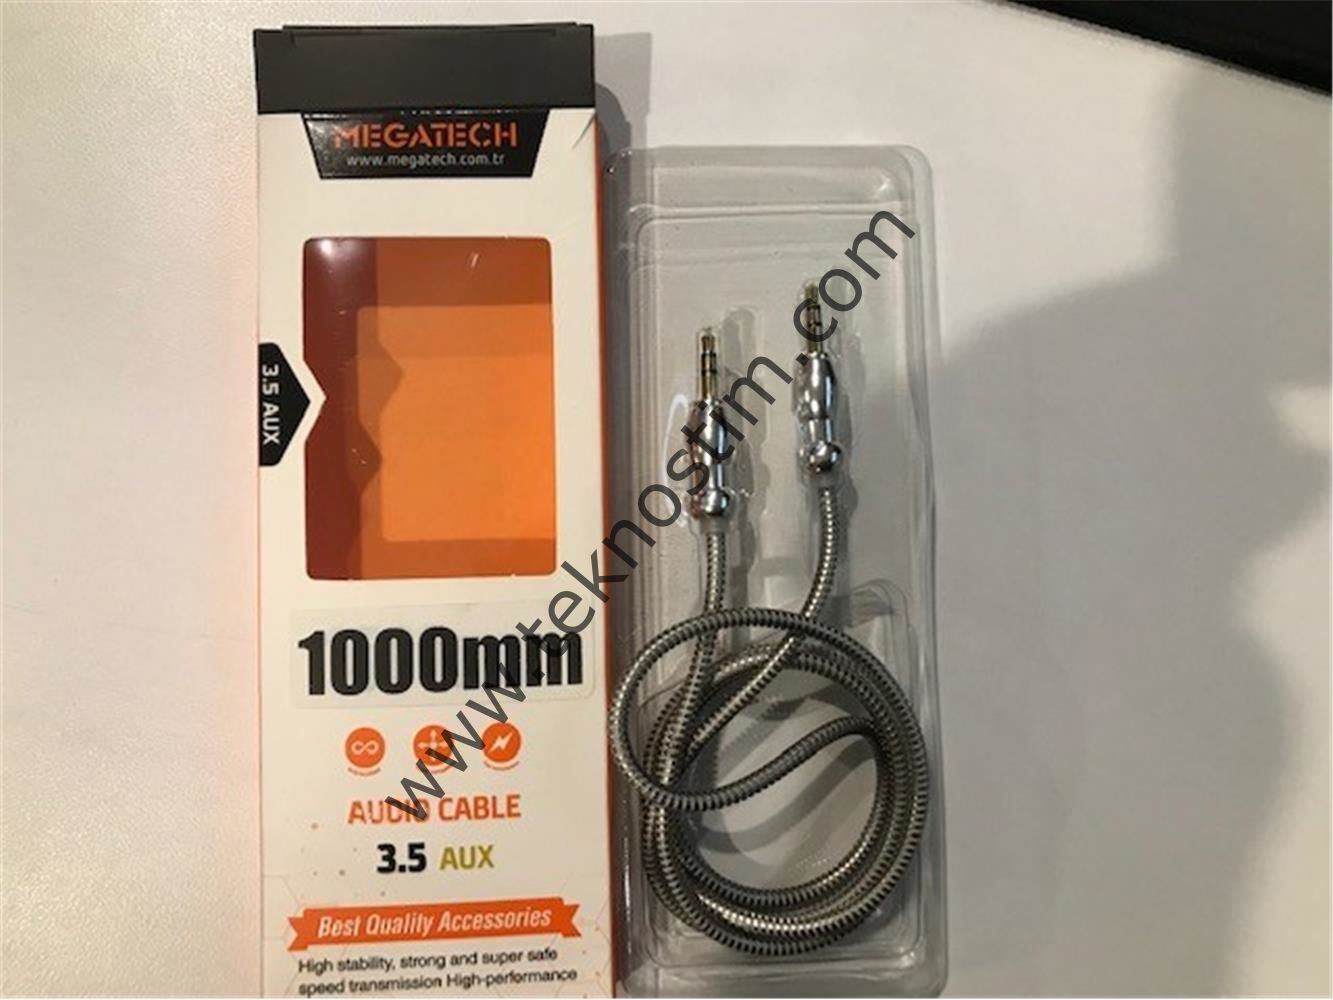 MEGATECH
www.megatech.com.tr
3.5 AUX
1000mm
AUDIO CABLE
3.5 AUX
Best Quality Accessories
High stability, strong and super safe
speed transmission High-performance
www.teknostim.com